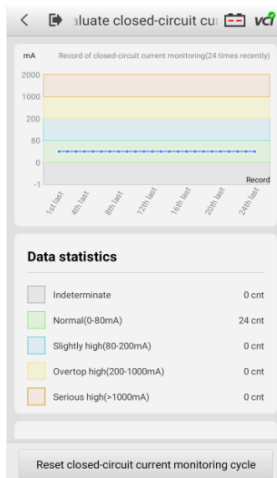 aluate closed-circuit cu
VCI
mA Record of closed-circuit current monitoring(24 times recently)
2000
1000
200
80
0
-1
Record
1st last 4th last 8th last 12th last 16th last 20th last 24th last
Data statistics
Indeterminate 0 cnt
Normal(0-80mA) 24 cnt
Slightly high(80-200mA) 0 cnt
Overtop high(200-1000mA) 0 cnt
Serious high(>1000mA) 0 cnt
Reset closed-circuit current monitoring cycle